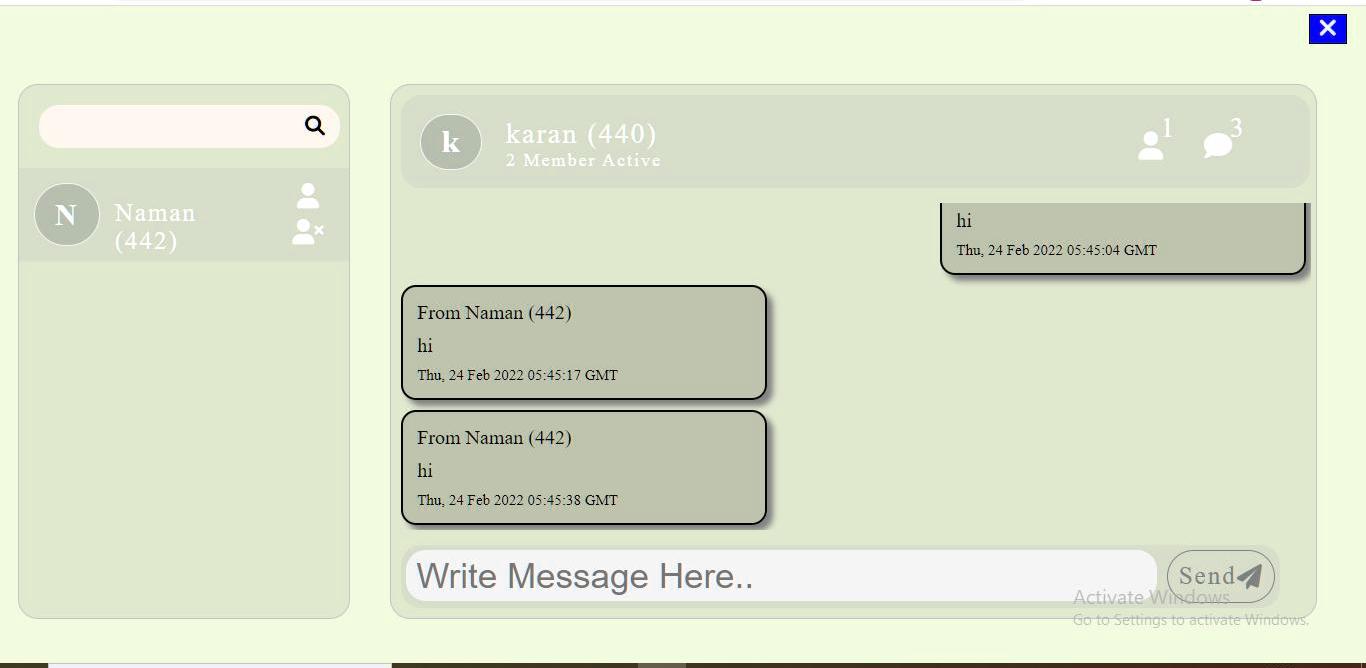 N
Naman
(442)
k
karan (440)
2 Member Active
1
3
hi
Thu, 24 Feb 2022 05:45:04 GMT
From Naman (442)
hi
Thu, 24 Feb 2022 05:45:17 GMT
From Naman (442)
hi
Thu, 24 Feb 2022 05:45:38 GMT
Write Message Here..
Send
Activate Windows
Go to Settings to activate Windows.